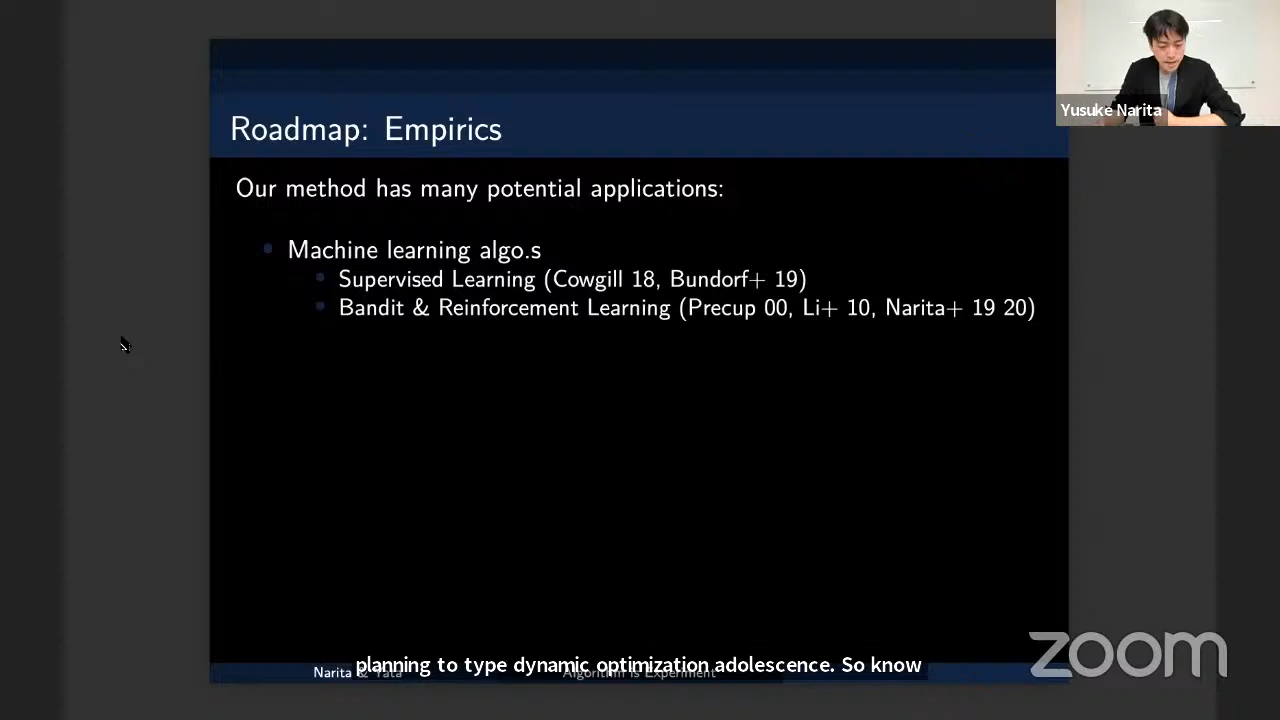 Yusuke Narita
Roadmap: Empirics
Our method has many potential applications:
Machine learning algo.s
Supervised Learning (Cowgill 18, Bundorf+ 19)
Bandit & Reinforcement Learning (Precup 00, Li+ 10, Narita+ 19 20)
planning to type dynamic optimization adolescence. So know
Narita & Yata
Algorithm is Experiment
zoom